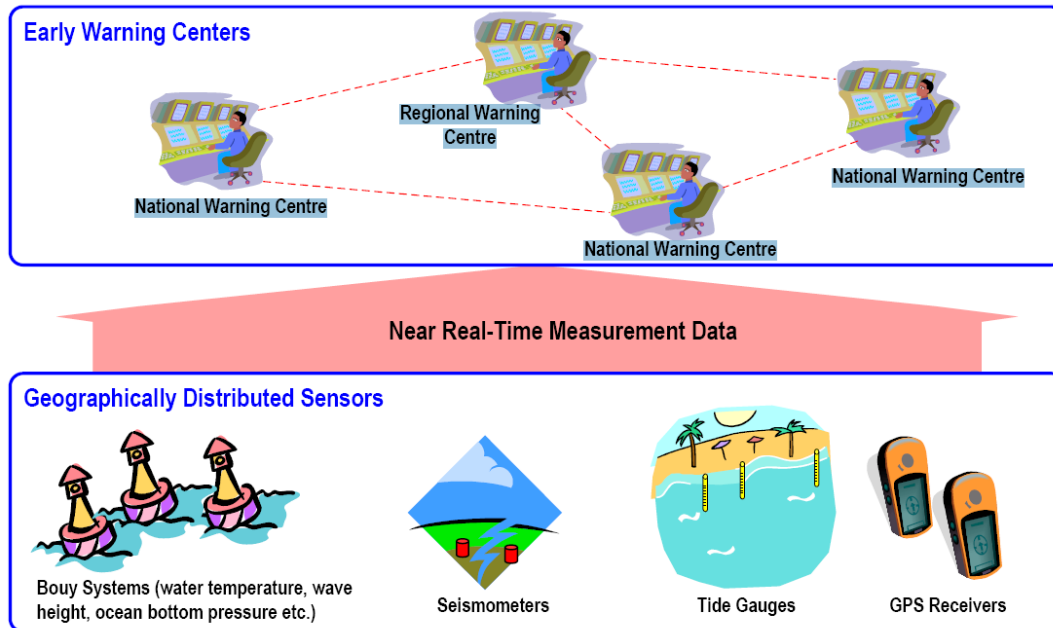 Early Warning Centers
Regional Warning
Centre
National Warning Centre
National Warning Centre
National Warning Centre
Near Real-Time Measurement Data
Geographically Distributed Sensors
Bouy Systems (water temperature, wave
height, ocean bottom pressure etc.)
Seismometers
Tide Gauges
GPS Receivers